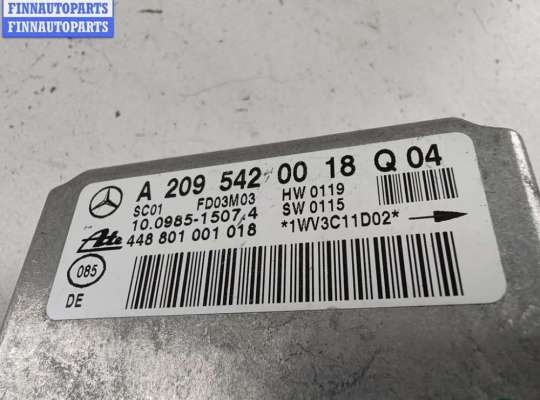 FINNAUTOPARTS
FINNAUTOPARTS
A 209 542 00 18 Q 04
SC01 FD03M03 HW 0119
10.0985-1507.4 SW 0115
Ate 448 801 001 018 *1WV3C11D02*
085
DE